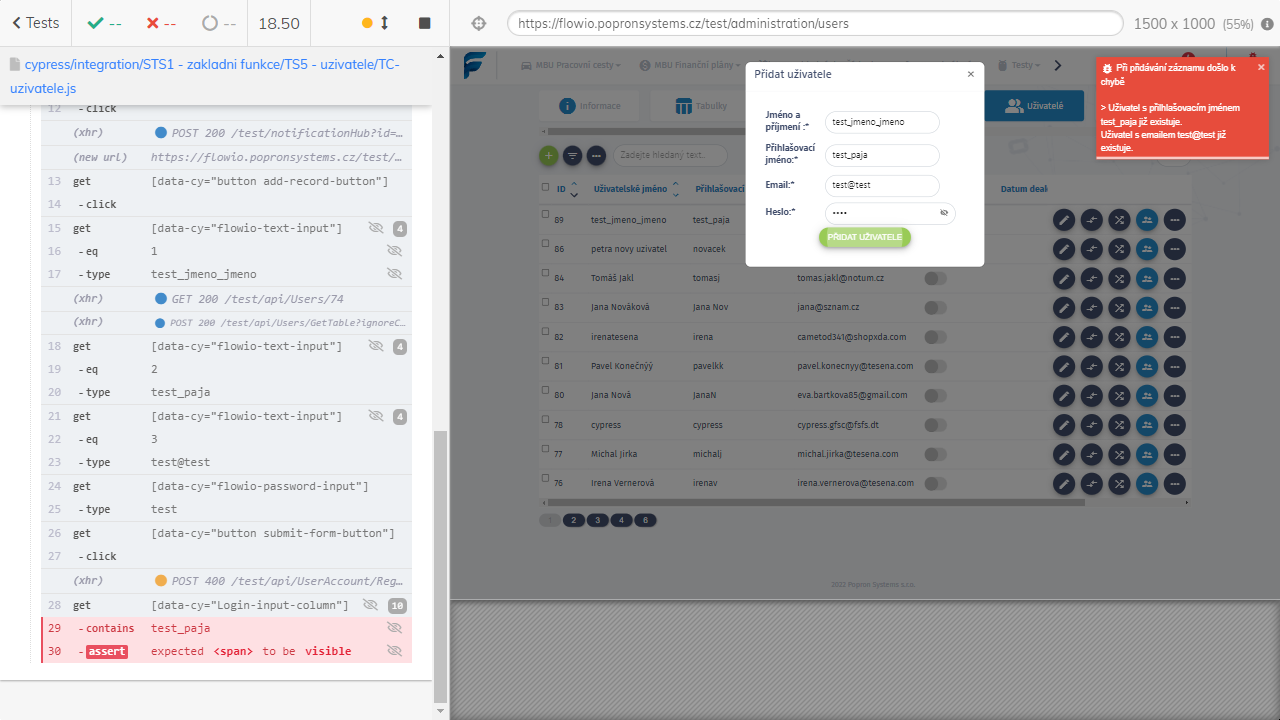 Tests
--
--
--
18.50
https://flowio.popronsystems.cz/test/administration/users
1500 x 1000 (55%)
cypress/integration/STS1 - zakladni funkce/TS5 - uzivatele/TC-
uzivatele.js
12 - click
(xhr) POST 200 /test/notificationHub?id=…
(new url) https://flowio.popronsystems.cz/test/…
13 get [data-cy="button add-record-button"]
14 - click
15 get [data-cy="flowio-text-input"] 4
16 - eq 1
17 - type test_jmeno_jmeno
(xhr) GET 200 /test/api/Users/74
(xhr) POST 200 /test/api/Users/GetTable?ignoreC…
18 get [data-cy="flowio-text-input"] 4
19 - eq 2
20 - type test_paja
21 get [data-cy="flowio-text-input"] 4
22 - eq 3
23 - type test@test
24 get [data-cy="flowio-password-input"]
25 - type test
26 get [data-cy="button submit-form-button"]
27 - click
(xhr) POST 400 /test/api/UserAccount/Reg…
28 get [data-cy="Login-input-column"] 10
29 - contains test_paja
30 - assert expected <span> to be visible
MBU Pracovní cesty
MBU Finanční plány
Testy
Informace
Tabulky
Uživatelé
Zadejte hledaný text..
ID Uživatelské jméno Přihlašovací Datum deak
89 test_jmeno_jmeno test_paja
86 petra novy uzivatel novacek
84 Tomáš Jakl tomasj tomas.jakl@notum.cz
83 Jana Nováková Jana Nov jana@sznam.cz
82 irenatesena irena cametod341@shopxda.com
81 Pavel Konečnýý pavelkk pavel.konecnyy@tesena.com
80 Jana Nová JanaN eva.bartkova85@gmail.com
78 cypress cypress cypress.gfsc@fsfs.dt
77 Michal Jirka michalj michal.jirka@tesena.com
76 Irena Vernerová irenav irena.vernerova@tesena.com
1 2 3 4 6
2022 Popron Systems s.r.o.
Přidat uživatele ×
Jméno a
příjmení :* test_jmeno_jmeno
Přihlašovací
jméno:* test_paja
Email:* test@test
Heslo:* ••••
PŘIDAT UŽIVATELE
Při přidávání záznamu došlo k
chybě
×
> Uživatel s přilhlašovacím jménem
test_paja již existuje.
Uživatel s emailem test@test již
existuje.